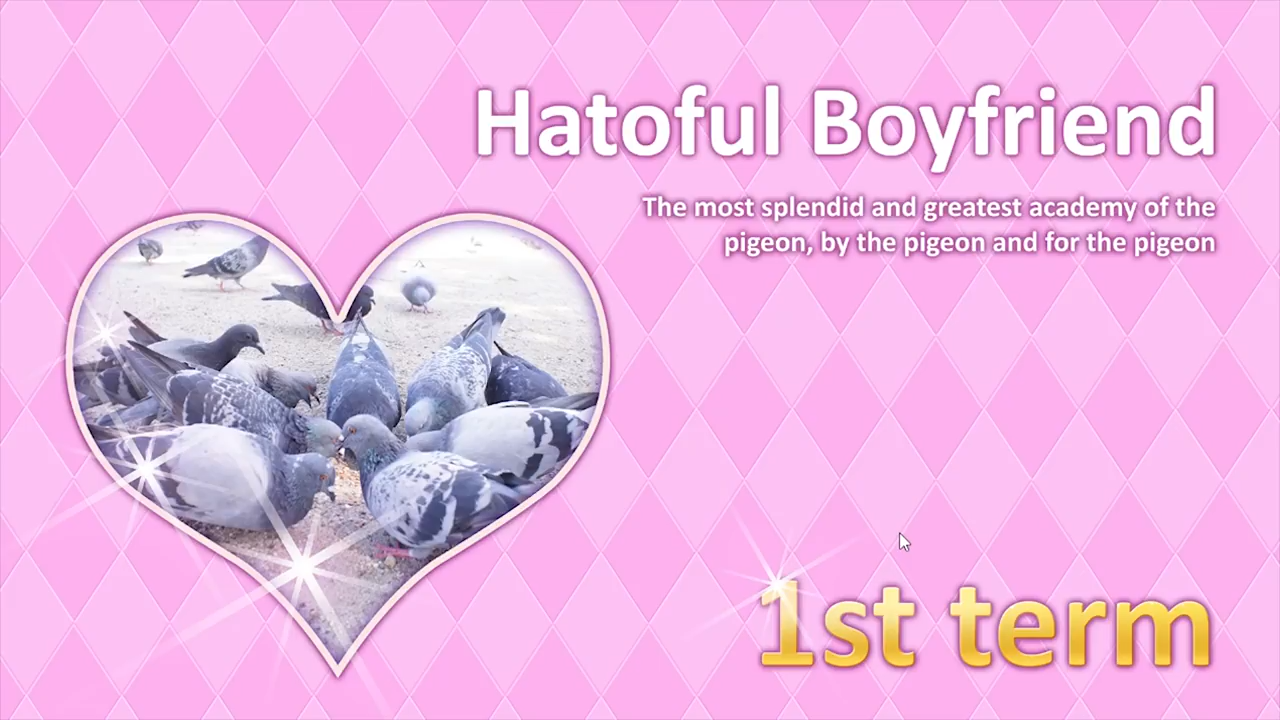 Hatoful Boyfriend
The most splendid and greatest academy of the
pigeon, by the pigeon and for the pigeon
1st term